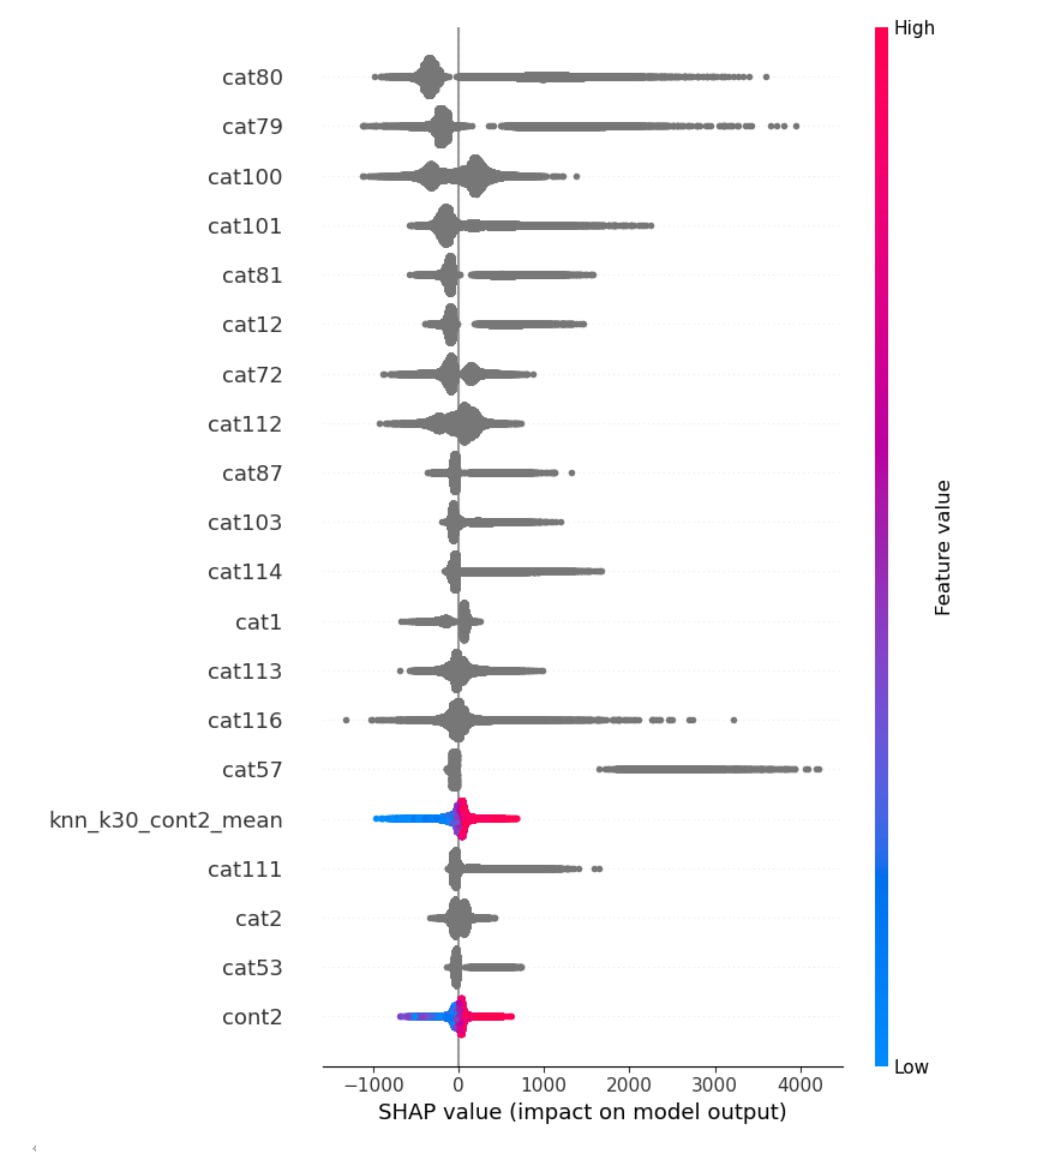 High
cat80
cat79
cat100
cat101
cat81
cat12
cat72
cat112
cat87
cat103
cat114
cat1
cat113
cat116
cat57
knn_k30_cont2_mean
cat111
cat2
cat53
cont2
Feature value
Low
−1000 0 1000 2000 3000 4000
SHAP value (impact on model output)